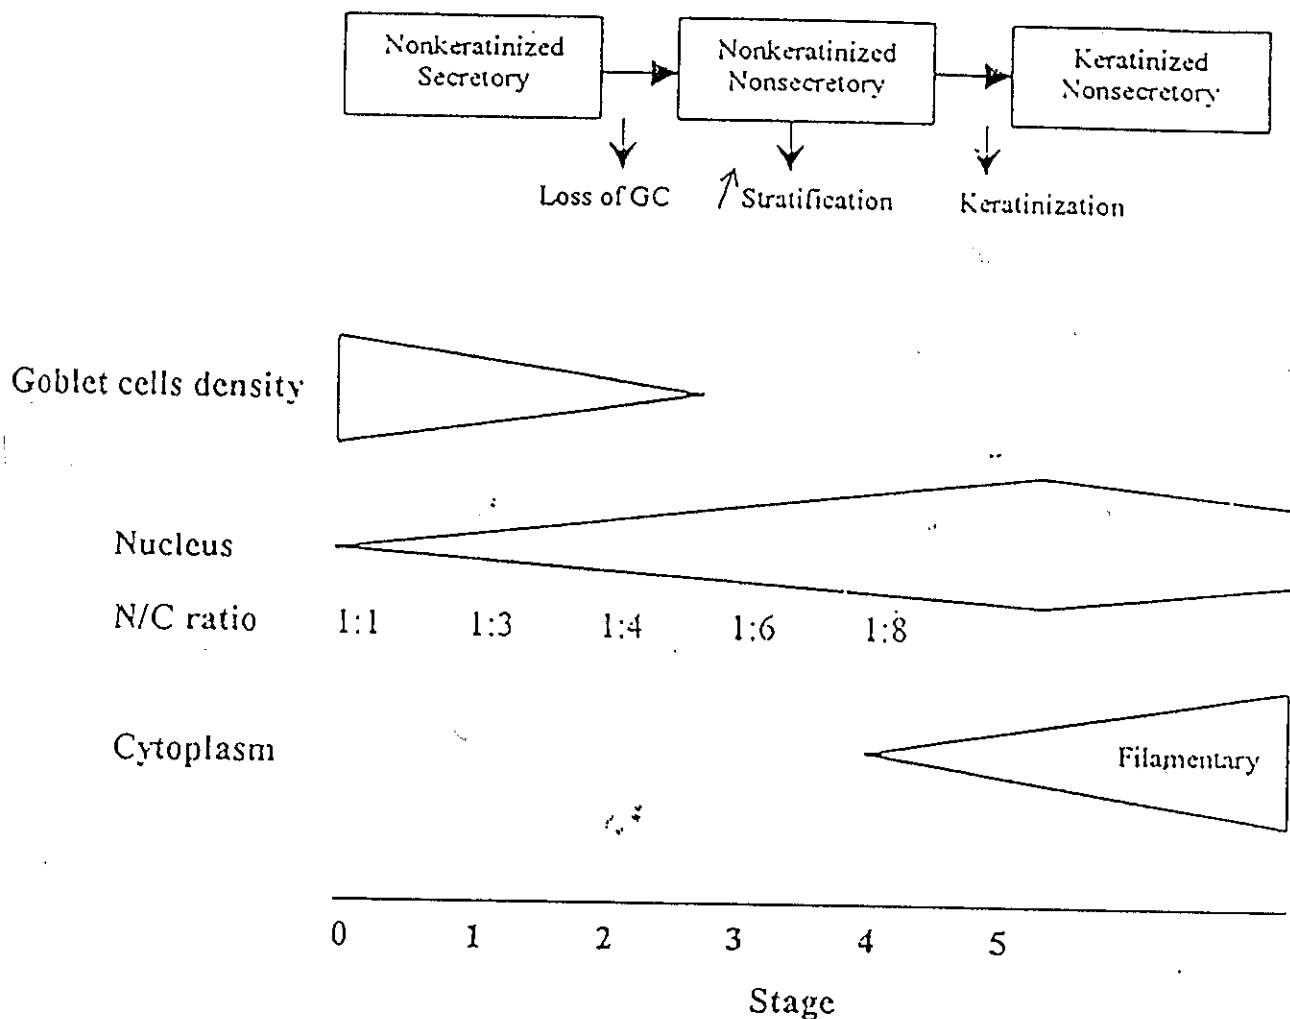 Nonkeratinized
Secretory
Nonkeratinized
Nonsecretory
Keratinized
Nonsecretory
Loss of GC
↗ Stratification
Keratinization
Goblet cells density
Nucleus
N/C ratio 1:1 1:3 1:4 1:6 1:8
Cytoplasm
Filamentary
0 1 2 3 4 5
Stage